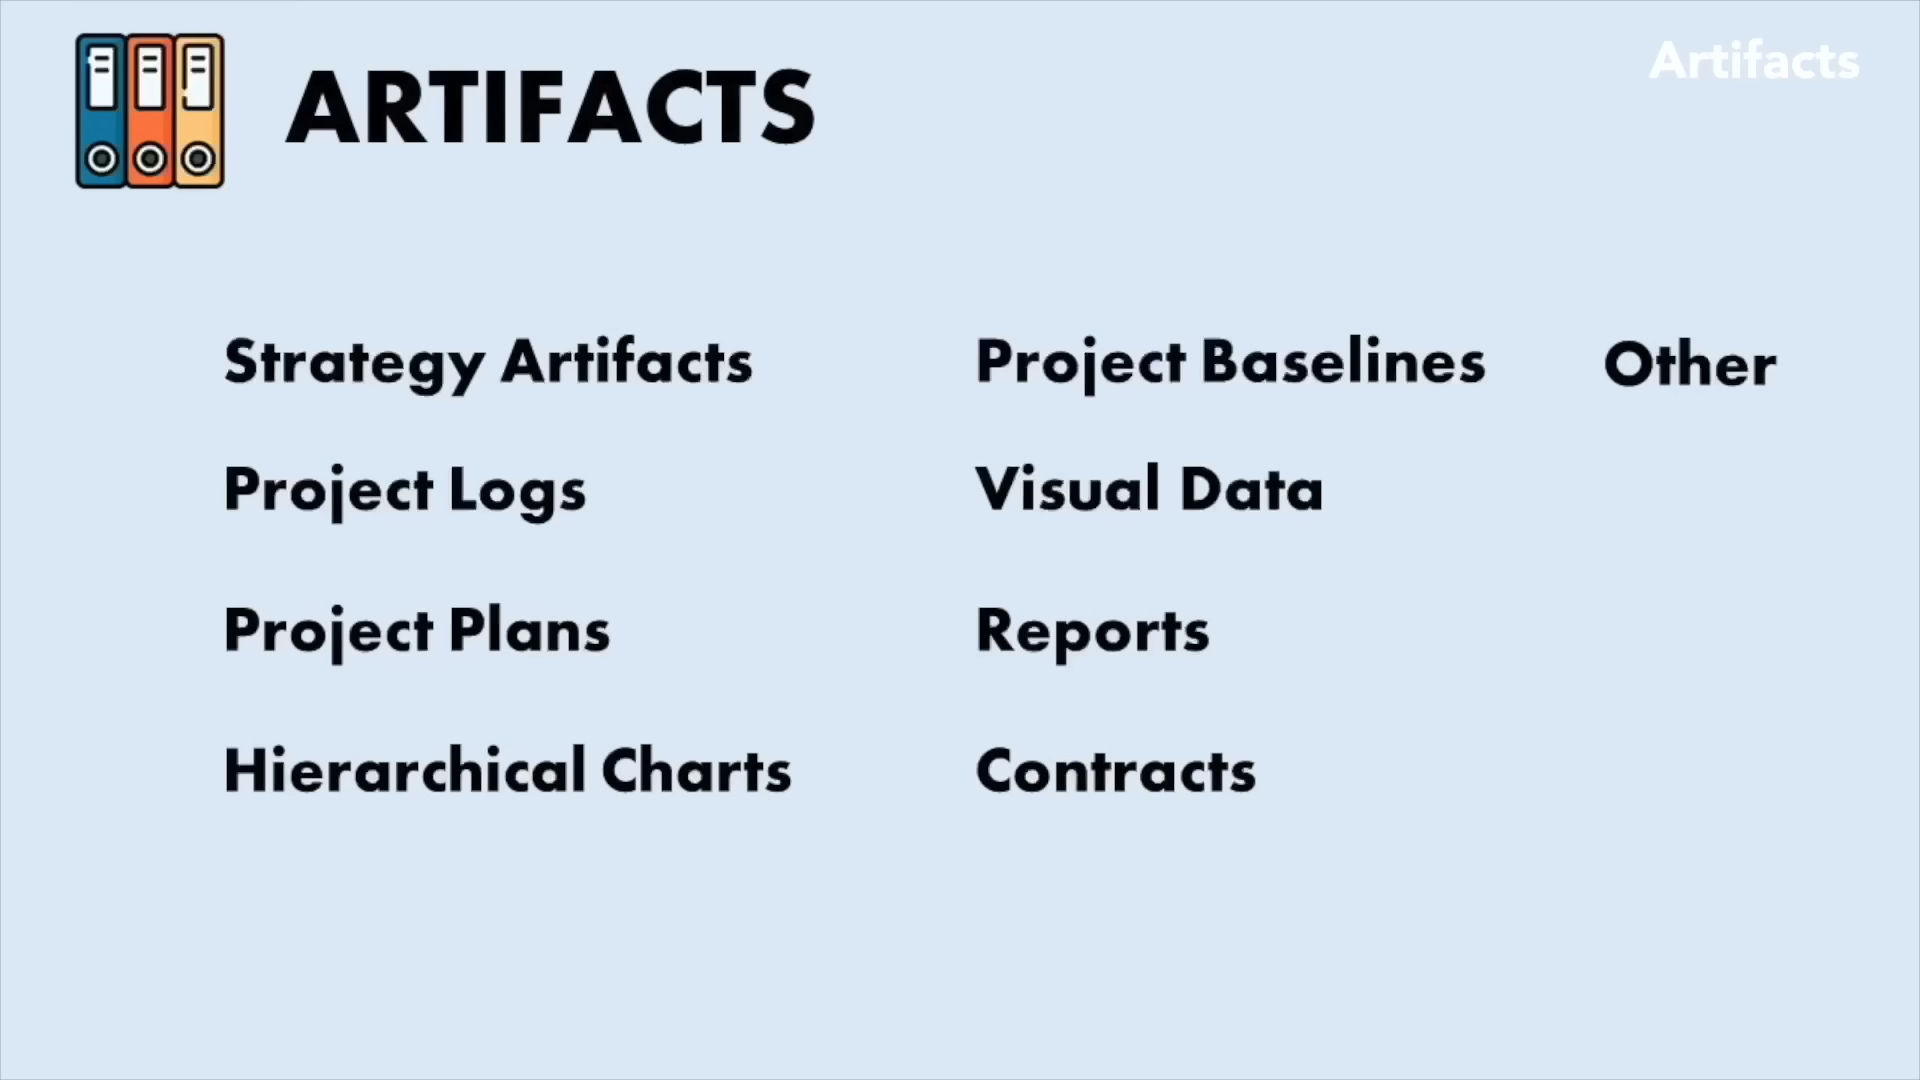 ARTIFACTS
Artifacts
Strategy Artifacts
Project Logs
Project Plans
Hierarchical Charts
Project Baselines
Visual Data
Reports
Contracts
Other